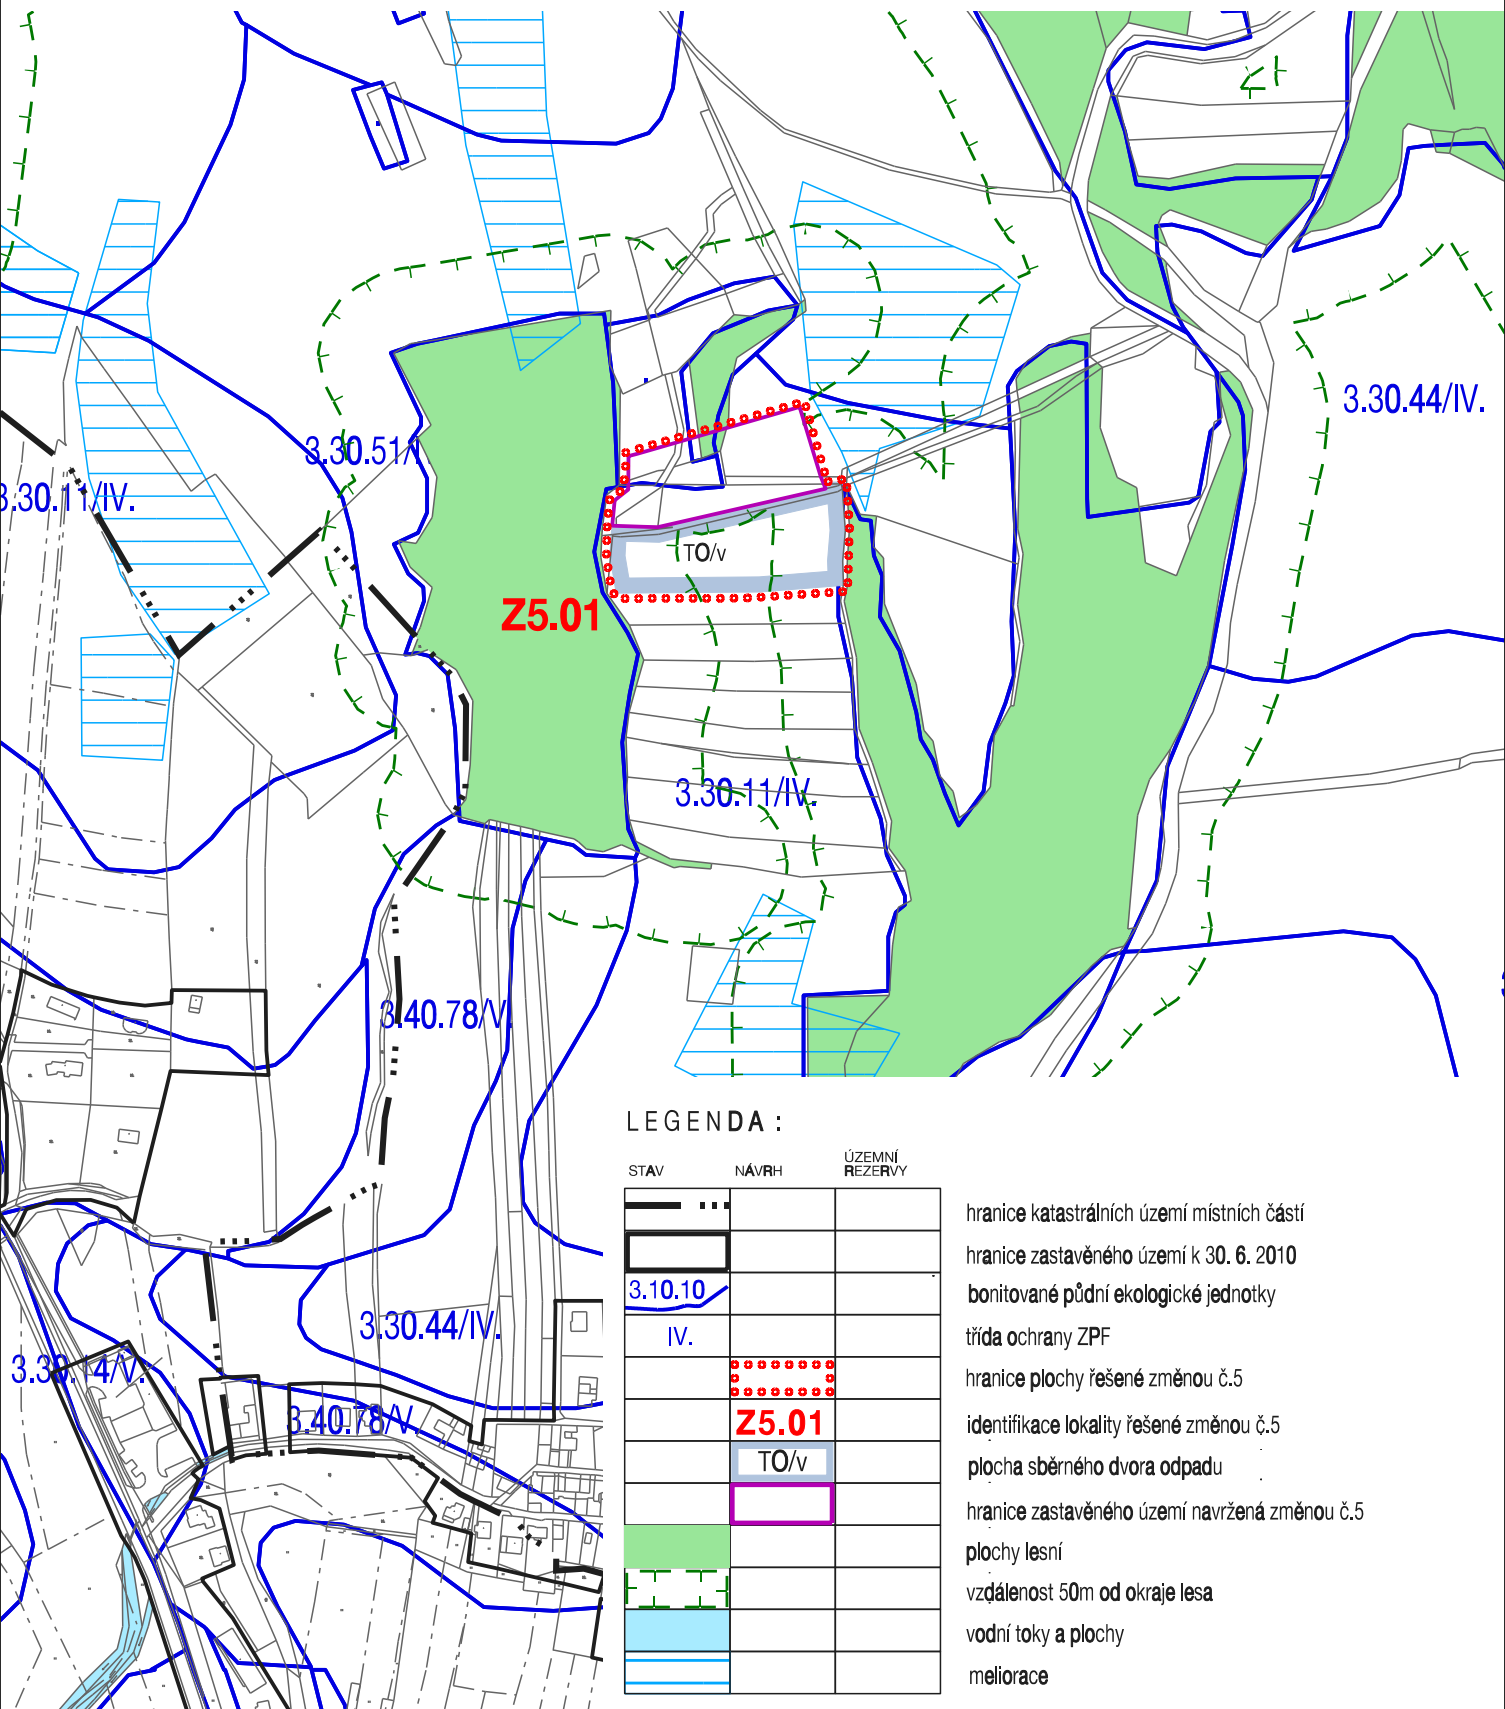 3.30.44/IV.
3.30.51/I
3.30.11/IV.
TO/v
Z5.01
3.30.11/IV.
3.40.78/V.
3.30.44/IV.
3.30.14/V.
3.40.78/V.
LEGENDA :
STAV NÁVRH ÚZEMNÍ REZERVY
hranice katastrálních území místních částí
hranice zastavěného území k 30. 6. 2010
3.10.10 bonitované půdní ekologické jednotky
IV. třída ochrany ZPF
hranice plochy řešené změnou č.5
Z5.01 identifikace lokality řešené změnou č.5
TO/v plocha sběrného dvora odpadu
hranice zastavěného území navržená změnou č.5
plochy lesní
vzdálenost 50m od okraje lesa
vodní toky a plochy
meliorace